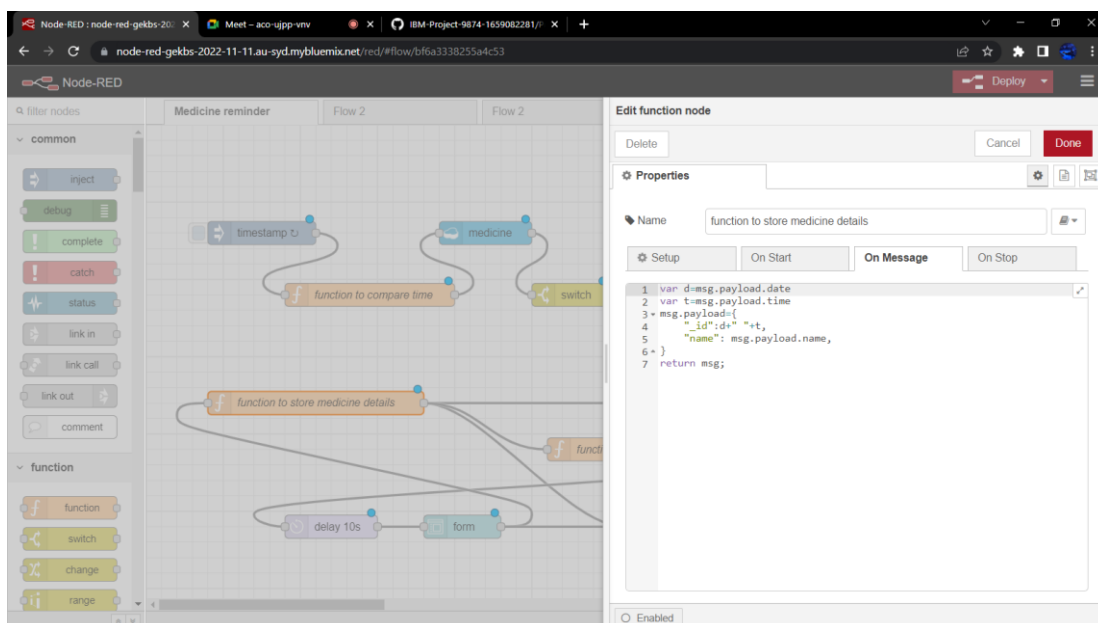 Node-RED : node-red-gekbs-202
Meet – aco-ujpp-vnv
IBM-Project-9874-1659082281/P
node-red-gekbs-2022-11-11.au-syd.mybluemix.net/red/#flow/bf6a3338255a4c53
Node-RED
Deploy
filter nodes
Medicine reminder
Flow 2
Flow 2
Edit function node
common
Delete
Cancel
Done
Properties
inject
debug
complete
catch
status
link in
link call
link out
comment
function
function
switch
change
range
timestamp ↻
medicine
function to compare time
switch
function to store medicine details
functi
delay 10s
form
Name
function to store medicine details
Setup
On Start
On Message
On Stop
1 var d=msg.payload.date
2 var t=msg.payload.time
3 msg.payload={
4 "_id":d+" "+t,
5 "name": msg.payload.name,
6 }
7 return msg;
Enabled